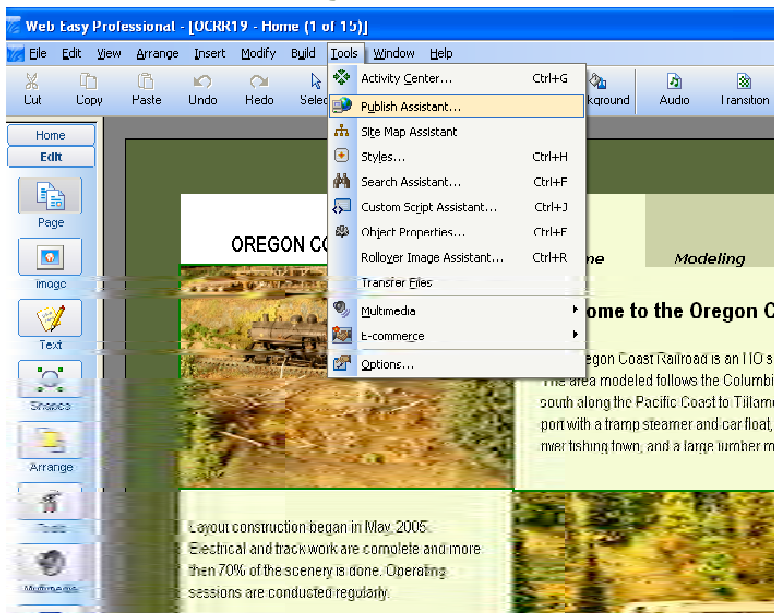 Web Easy Professional - [OCRR19 - Home (1 of 15)]
File Edit View Arrange Insert Modify Build Tools Window Help
Cut Copy Paste Undo Redo Selec kground Audio Transition
Activity Center... Ctrl+G
Publish Assistant...
Site Map Assistant
Styles... Ctrl+H
Search Assistant... Ctrl+F
Custom Script Assistant... Ctrl+J
Object Properties... Ctrl+E
Rollover Image Assistant... Ctrl+R
Transfer Files
Multimedia
E-commerce
Options...
Home
Edit
Page
Image
Text
Shapes
Arrange
Multimedia
OREGON CO
me Modeling
ome to the Oregon C
egon Coast Railroad is an HO s
The area modeled follows the Columbi
south along the Pacific Coast to Tillamo
port with a tramp steamer and car float,
river fishing town, and a large lumber m
Layout construction began in May, 2005.
Electrical and track work are complete and more
then 70% of the scenery is done. Operating
sessions are conducted regularly.